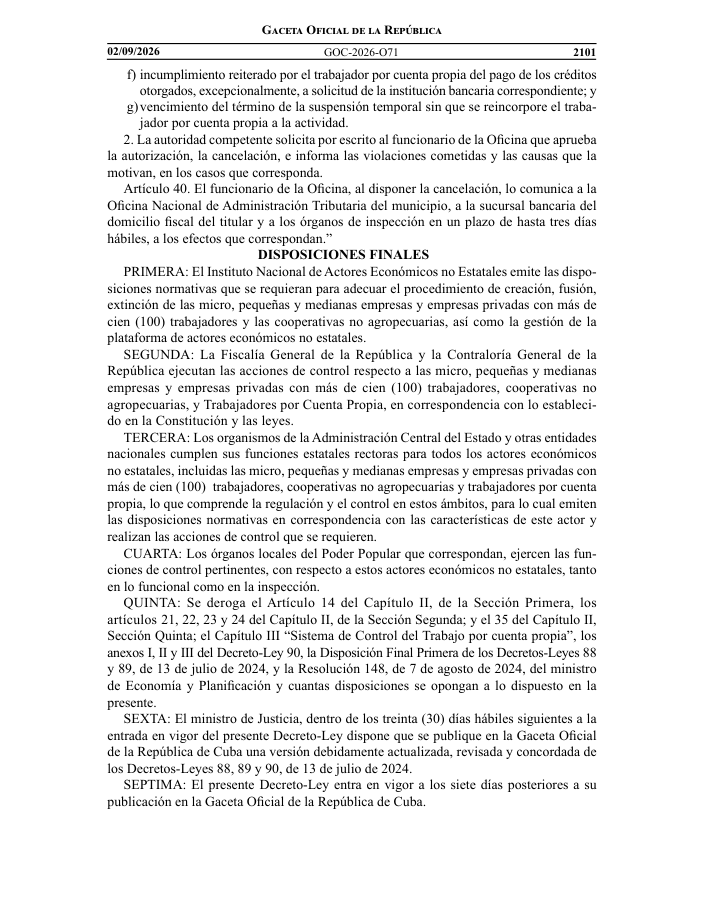 Gaceta Oficial de la República
02/09/2026 GOC-2026-O71 2101
f) incumplimiento reiterado por el trabajador por cuenta propia del pago de los créditos
otorgados, excepcionalmente, a solicitud de la institución bancaria correspondiente; y
g) vencimiento del término de la suspensión temporal sin que se reincorpore el traba-
jador por cuenta propia a la actividad.
2. La autoridad competente solicita por escrito al funcionario de la Oficina que aprueba
la autorización, la cancelación, e informa las violaciones cometidas y las causas que la
motivan, en los casos que corresponda.
Artículo 40. El funcionario de la Oficina, al disponer la cancelación, lo comunica a la
Oficina Nacional de Administración Tributaria del municipio, a la sucursal bancaria del
domicilio fiscal del titular y a los órganos de inspección en un plazo de hasta tres días
hábiles, a los efectos que correspondan.”
DISPOSICIONES FINALES
PRIMERA: El Instituto Nacional de Actores Económicos no Estatales emite las dispo-
siciones normativas que se requieran para adecuar el procedimiento de creación, fusión,
extinción de las micro, pequeñas y medianas empresas y empresas privadas con más de
cien (100) trabajadores y las cooperativas no agropecuarias, así como la gestión de la
plataforma de actores económicos no estatales.
SEGUNDA: La Fiscalía General de la República y la Contraloría General de la
República ejecutan las acciones de control respecto a las micro, pequeñas y medianas
empresas y empresas privadas con más de cien (100) trabajadores, cooperativas no
agropecuarias, y Trabajadores por Cuenta Propia, en correspondencia con lo estableci-
do en la Constitución y las leyes.
TERCERA: Los organismos de la Administración Central del Estado y otras entidades
nacionales cumplen sus funciones estatales rectoras para todos los actores económicos
no estatales, incluidas las micro, pequeñas y medianas empresas y empresas privadas con
más de cien (100) trabajadores, cooperativas no agropecuarias y trabajadores por cuenta
propia, lo que comprende la regulación y el control en estos ámbitos, para lo cual emiten
las disposiciones normativas en correspondencia con las características de este actor y
realizan las acciones de control que se requieren.
CUARTA: Los órganos locales del Poder Popular que correspondan, ejercen las fun-
ciones de control pertinentes, con respecto a estos actores económicos no estatales, tanto
en lo funcional como en la inspección.
QUINTA: Se deroga el Artículo 14 del Capítulo II, de la Sección Primera, los
artículos 21, 22, 23 y 24 del Capítulo II, de la Sección Segunda; y el 35 del Capítulo II,
Sección Quinta; el Capítulo III “Sistema de Control del Trabajo por cuenta propia”, los
anexos I, II y III del Decreto-Ley 90, la Disposición Final Primera de los Decretos-Leyes 88
y 89, de 13 de julio de 2024, y la Resolución 148, de 7 de agosto de 2024, del ministro
de Economía y Planificación y cuantas disposiciones se opongan a lo dispuesto en la
presente.
SEXTA: El ministro de Justicia, dentro de los treinta (30) días hábiles siguientes a la
entrada en vigor del presente Decreto-Ley dispone que se publique en la Gaceta Oficial
de la República de Cuba una versión debidamente actualizada, revisada y concordada de
los Decretos-Leyes 88, 89 y 90, de 13 de julio de 2024.
SEPTIMA: El presente Decreto-Ley entra en vigor a los siete días posteriores a su
publicación en la Gaceta Oficial de la República de Cuba.